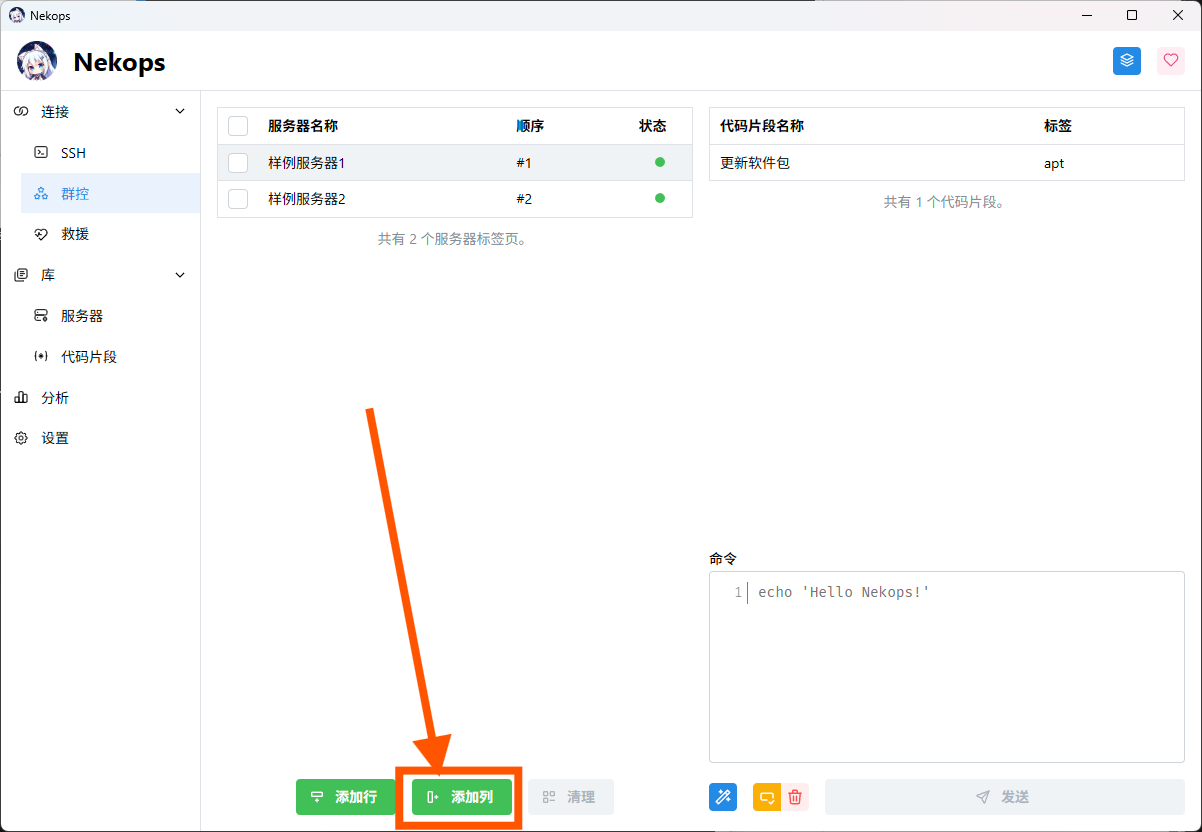 Nekops
Nekops
连接
SSH
群控
救援
库
服务器
代码片段
分析
设置
服务器名称 顺序 状态
样例服务器1 #1
样例服务器2 #2
共有 2 个服务器标签页。
添加行 添加列 清理
代码片段名称 标签
更新软件包 apt
共有 1 个代码片段。
命令
1 echo 'Hello Nekops!'
发送